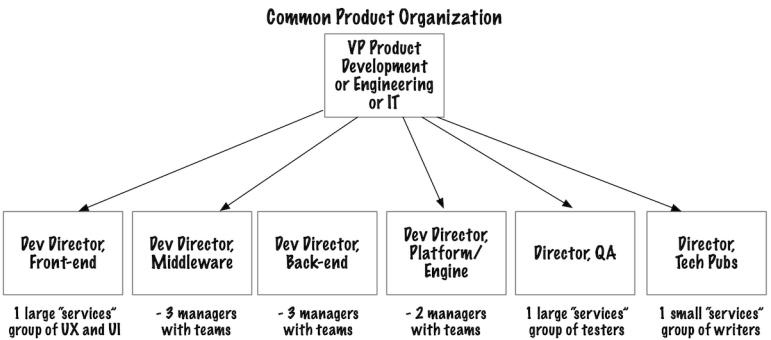 Common Product Organization
VP Product
Development
or Engineering
or IT
Dev Director,
Front-end
Dev Director,
Middleware
Dev Director,
Back-end
Dev Director,
Platform/
Engine
Director, QA
Director,
Tech Pubs
1 large "services"
group of UX and UI
- 3 managers
with teams
- 3 managers
with teams
- 2 managers
with teams
1 large "services"
group of testers
1 small "services"
group of writers